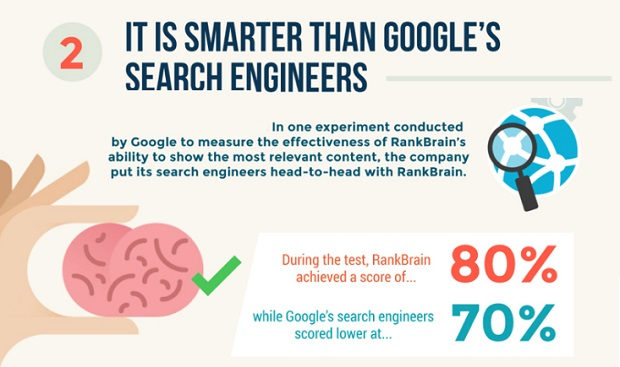 2
IT IS SMARTER THAN GOOGLE'S
SEARCH ENGINEERS
In one experiment conducted
by Google to measure the effectiveness of RankBrain's
ability to show the most relevant content, the company
put its search engineers head-to-head with RankBrain.
During the test, RankBrain
achieved a score of...
80%
while Google's search engineers
scored lower at...
70%